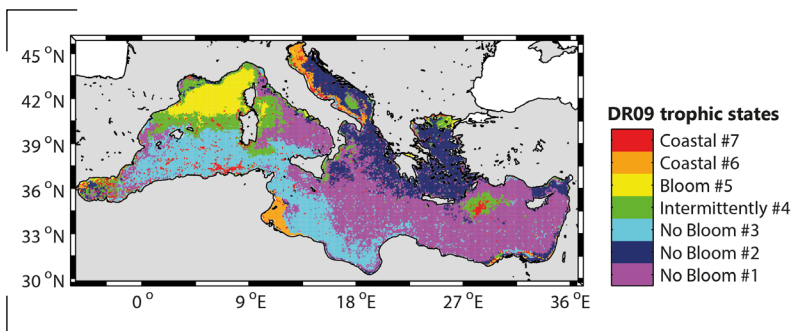 45 °N
42 °N
39 °N
36 °N
33 °N
30 °N
0 °
9 °E
18 °E
27 °E
36 °E
DR09 trophic states
Coastal #7
Coastal #6
Bloom #5
Intermittently #4
No Bloom #3
No Bloom #2
No Bloom #1